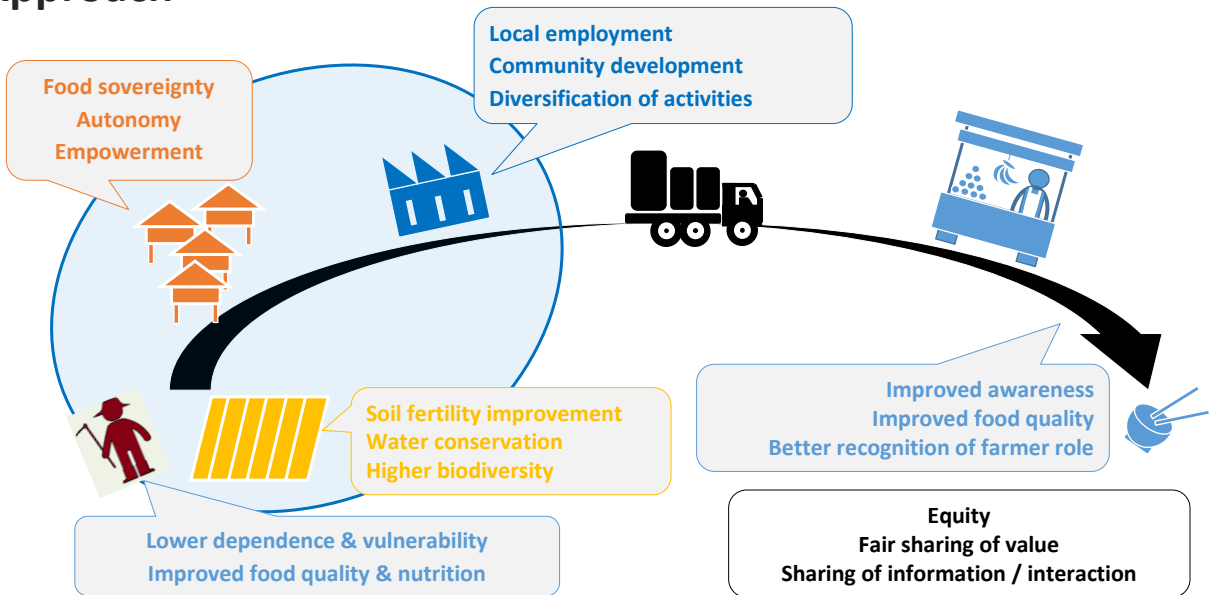 Local employment
Community development
Diversification of activities
Food sovereignty
Autonomy
Empowerment
Soil fertility improvement
Water conservation
Higher biodiversity
Improved awareness
Improved food quality
Better recognition of farmer role
Lower dependence & vulnerability
Improved food quality & nutrition
Equity
Fair sharing of value
Sharing of information / interaction